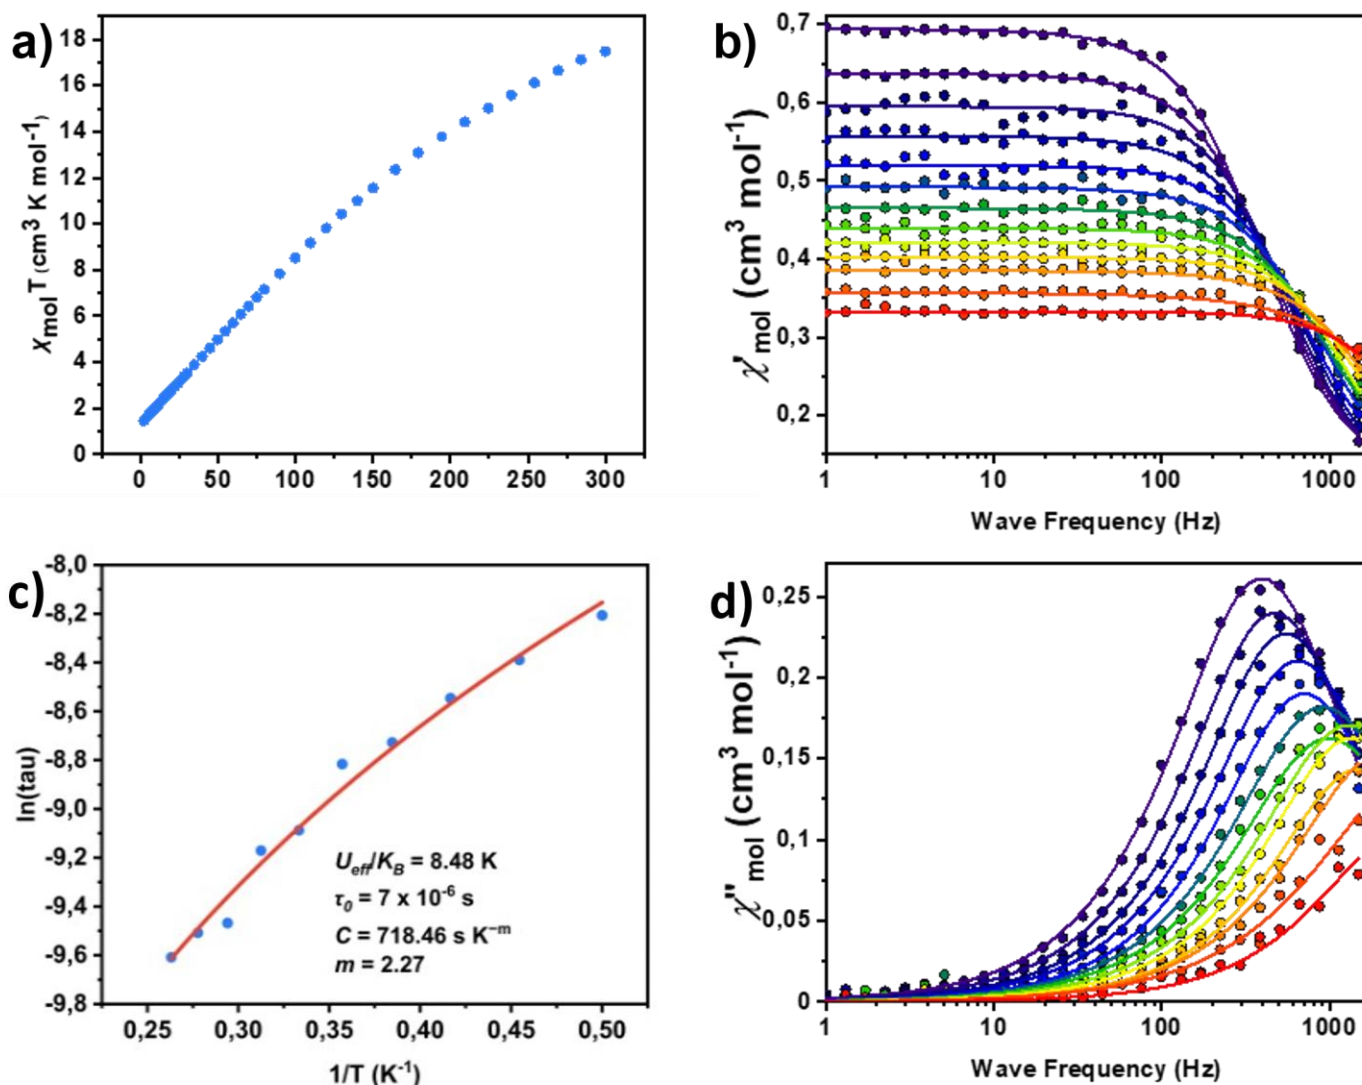 a)
18
16
14
12
10
8
6
4
2
0
χmolT (cm³ K mol-1)
0 50 100 150 200 250 300
b)
0,7
0,6
0,5
0,4
0,3
0,2
χ'mol (cm³ mol⁻¹)
1 10 100 1000
Wave Frequency (Hz)
c)
-8,0
-8,2
-8,4
-8,6
-8,8
-9,0
-9,2
-9,4
-9,6
-9,8
ln(tau)
Ueff/KB = 8.48 K
τ0 = 7 x 10⁻⁶ s
C = 718.46 s K⁻ᵐ
m = 2.27
0,25 0,30 0,35 0,40 0,45 0,50
1/T (K⁻¹)
d)
0,25
0,2
0,15
0,1
0,05
0
χ''mol (cm³ mol⁻¹)
1 10 100 1000
Wave Frequency (Hz)